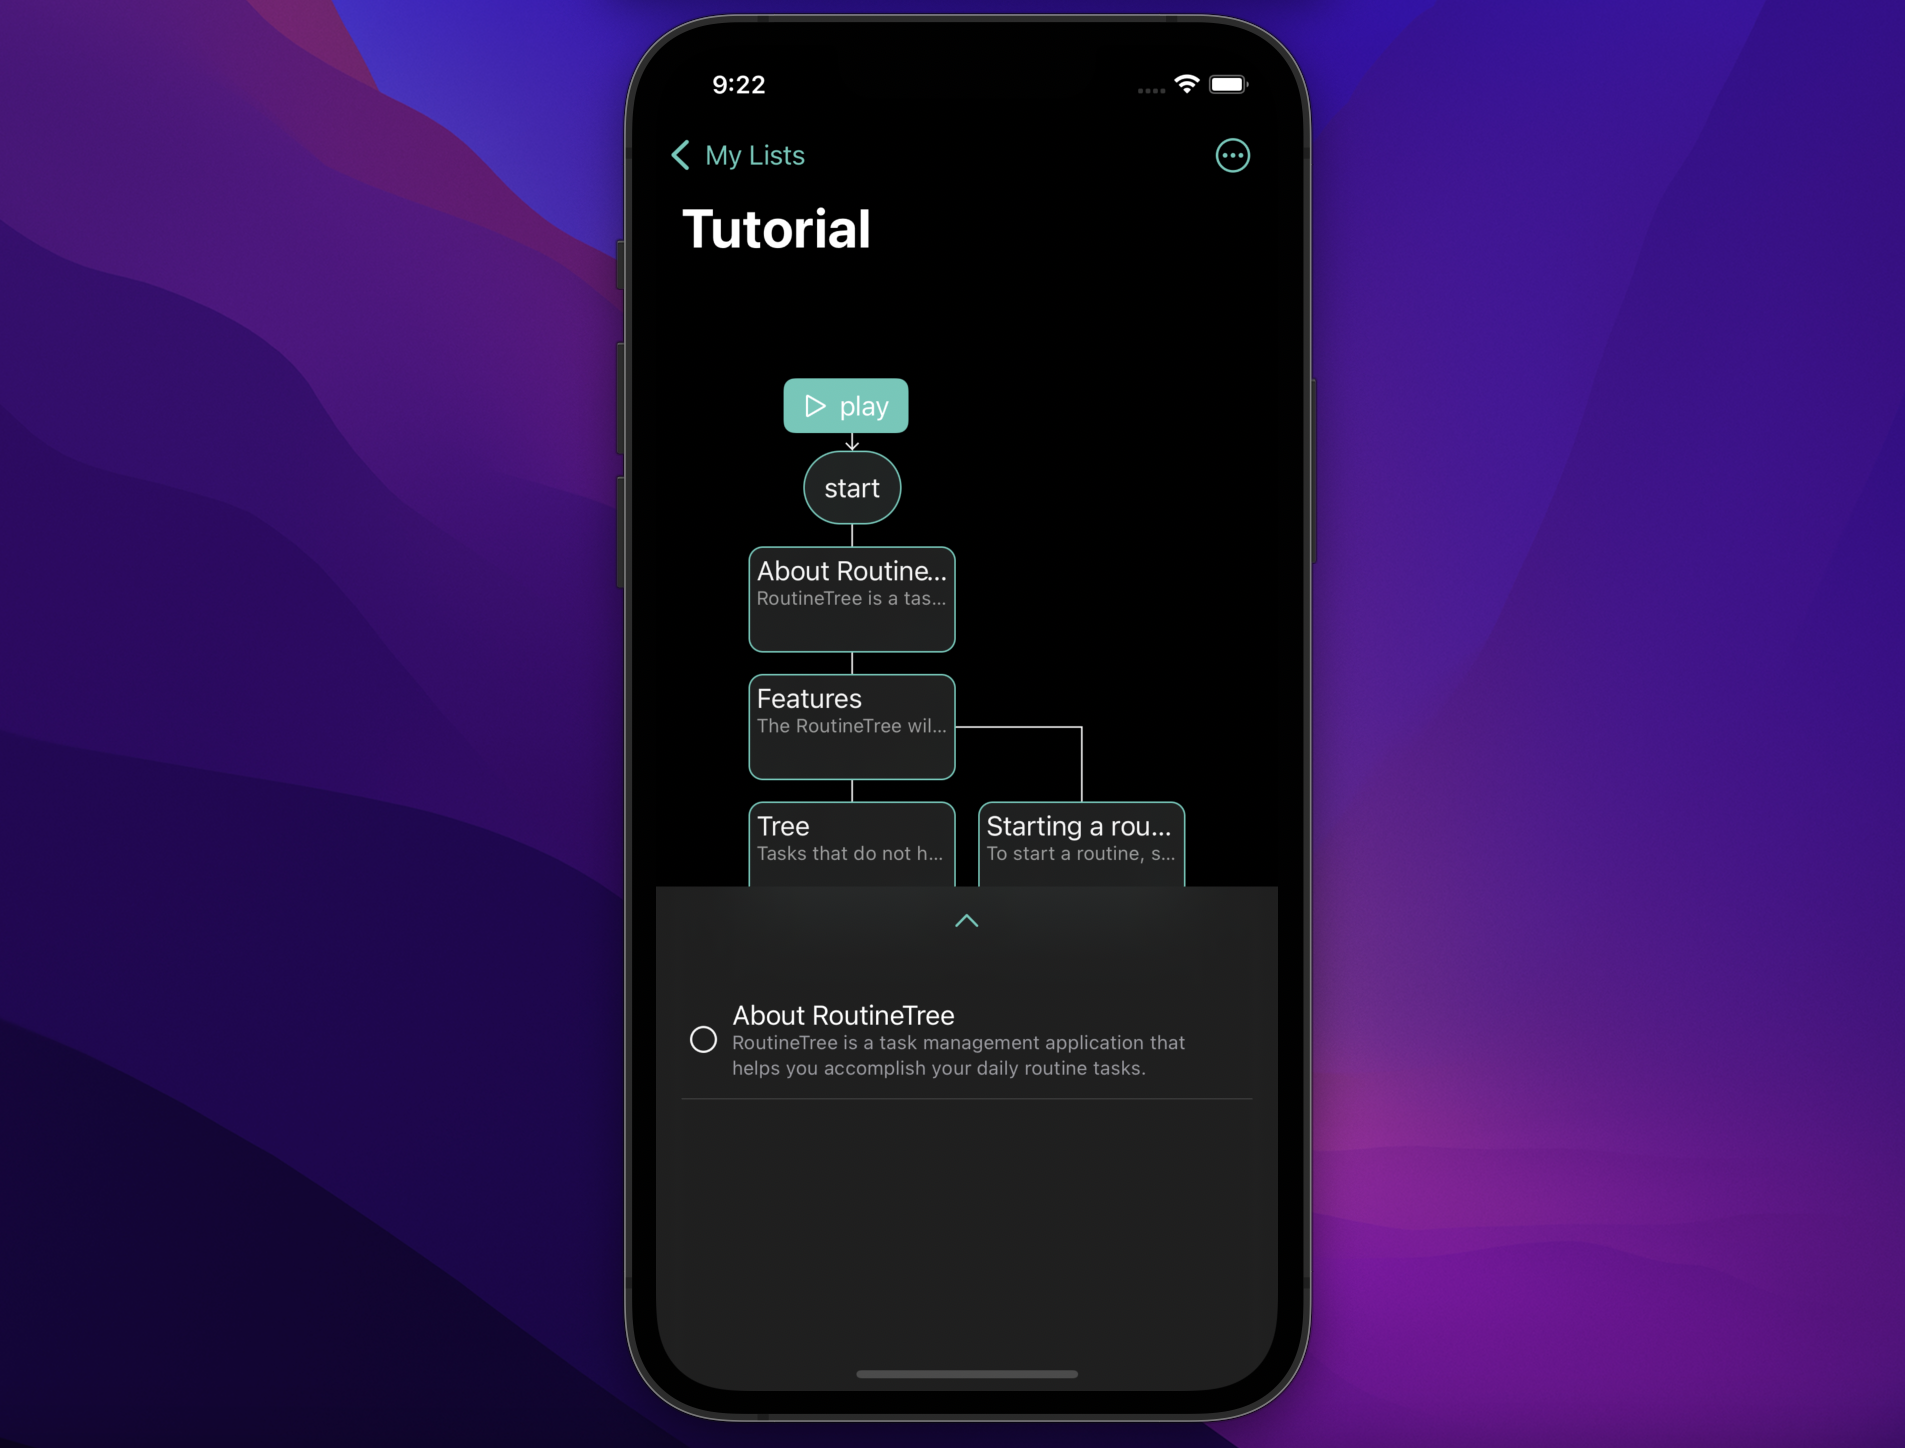 9:22
My Lists
Tutorial
play
start
About Routine...
RoutineTree is a tas...
Features
The RoutineTree wil...
Tree
Tasks that do not h...
Starting a rou...
To start a routine, s...
About RoutineTree
RoutineTree is a task management application that
helps you accomplish your daily routine tasks.